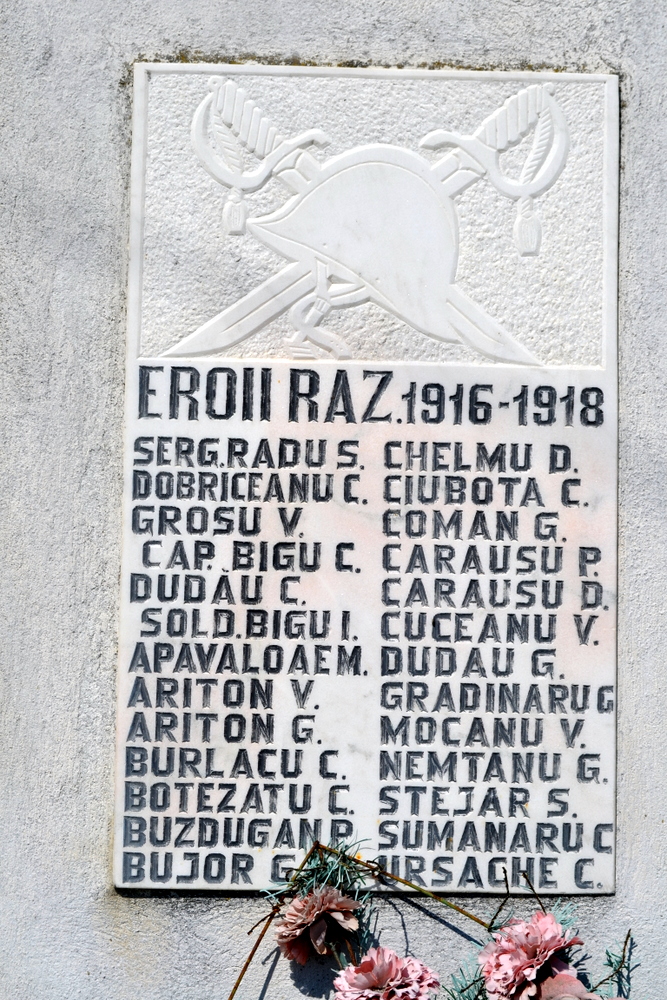 EROII RAZ. 1916-1918
SERG. RADU S.
DOBRICEANU C.
GROSU V.
CAP. BIGU C.
DUDĂU C.
SOLD. BIGU I.
APAVALOAE M.
ARITON V.
ARITON G.
BURLACU C.
BOTEZATU C.
BUZDUGAN P.
BUJOR G.
CHELMU D.
CIUBOTA C.
COMAN G.
CARAUSU P.
CARAUSU D.
CUCEANU V.
DUDAU G.
GRADINARU G
MOCANU V.
NEMTANU G.
STEJAR S.
SUMANARU C
URSACHE C.